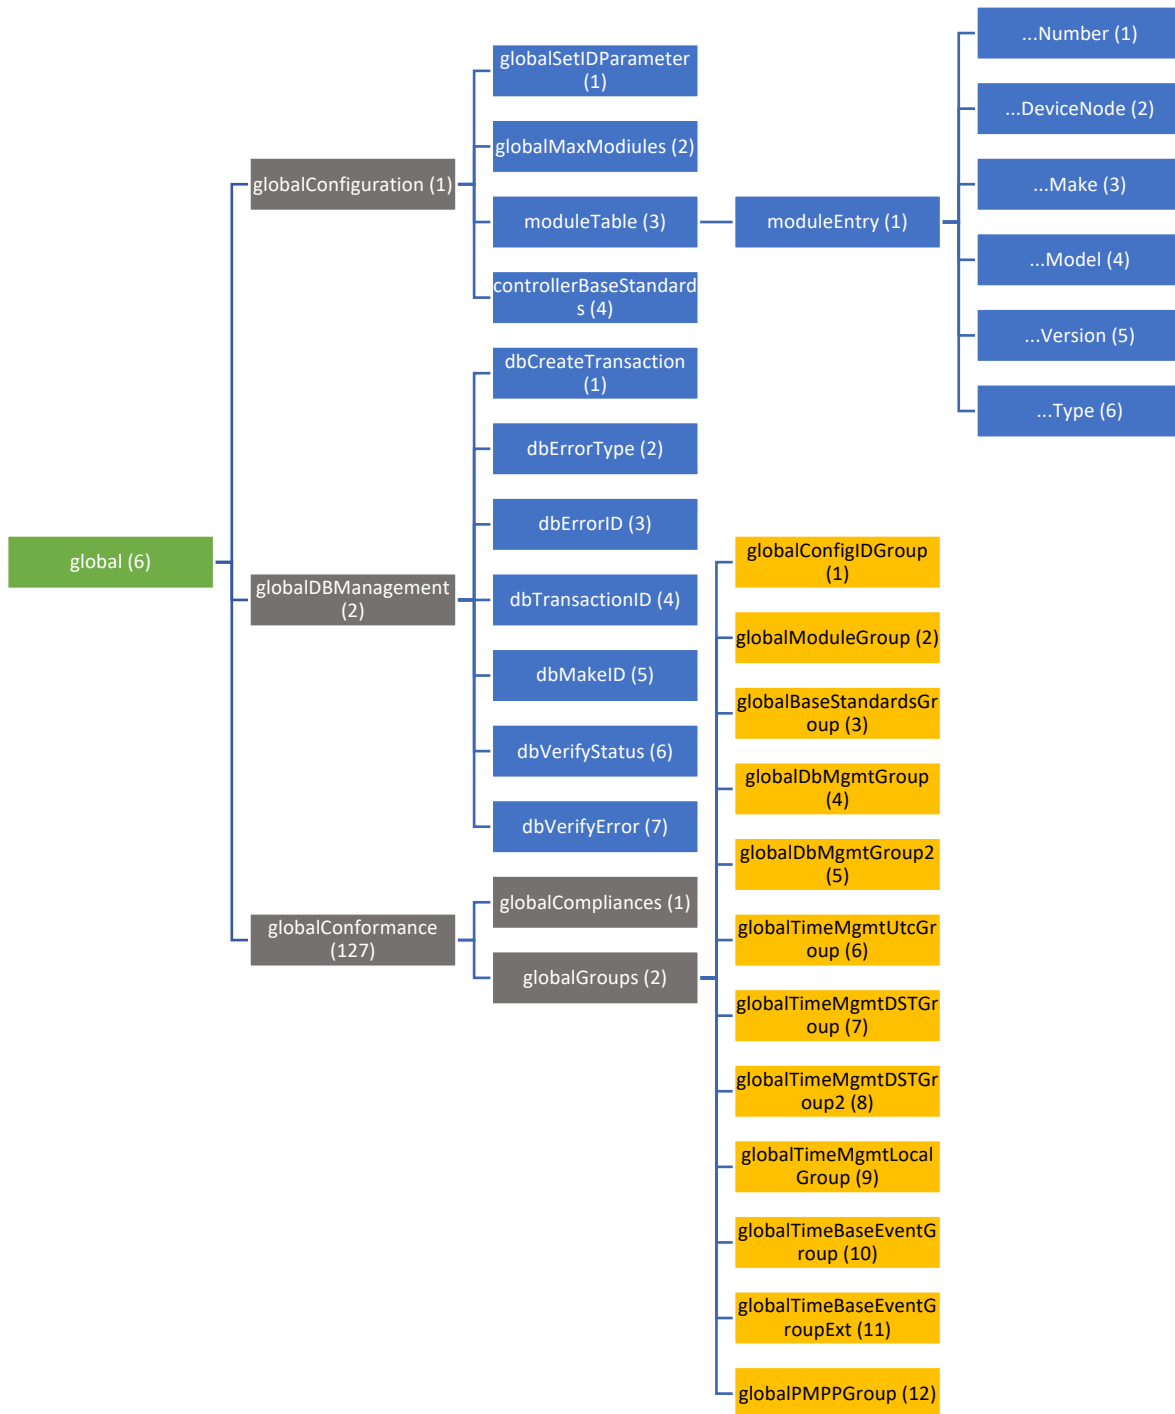 global (6)
globalConfiguration (1)
globalSetIDParameter
(1)
globalMaxModiules (2)
moduleTable (3)
moduleEntry (1)
...Number (1)
...DeviceNode (2)
...Make (3)
...Model (4)
...Version (5)
...Type (6)
controllerBaseStandard
s (4)
globalDBManagement
(2)
dbCreateTransaction
(1)
dbErrorType (2)
dbErrorID (3)
dbTransactionID (4)
dbMakeID (5)
dbVerifyStatus (6)
dbVerifyError (7)
globalConformance
(127)
globalCompliances (1)
globalGroups (2)
globalConfigIDGroup
(1)
globalModuleGroup (2)
globalBaseStandardsGr
oup (3)
globalDbMgmtGroup
(4)
globalDbMgmtGroup2
(5)
globalTimeMgmtUtcGr
oup (6)
globalTimeMgmtDSTGr
oup (7)
globalTimeMgmtDSTGr
oup2 (8)
globalTimeMgmtLocal
Group (9)
globalTimeBaseEventG
roup (10)
globalTimeBaseEventG
roupExt (11)
globalPMPPGroup (12)